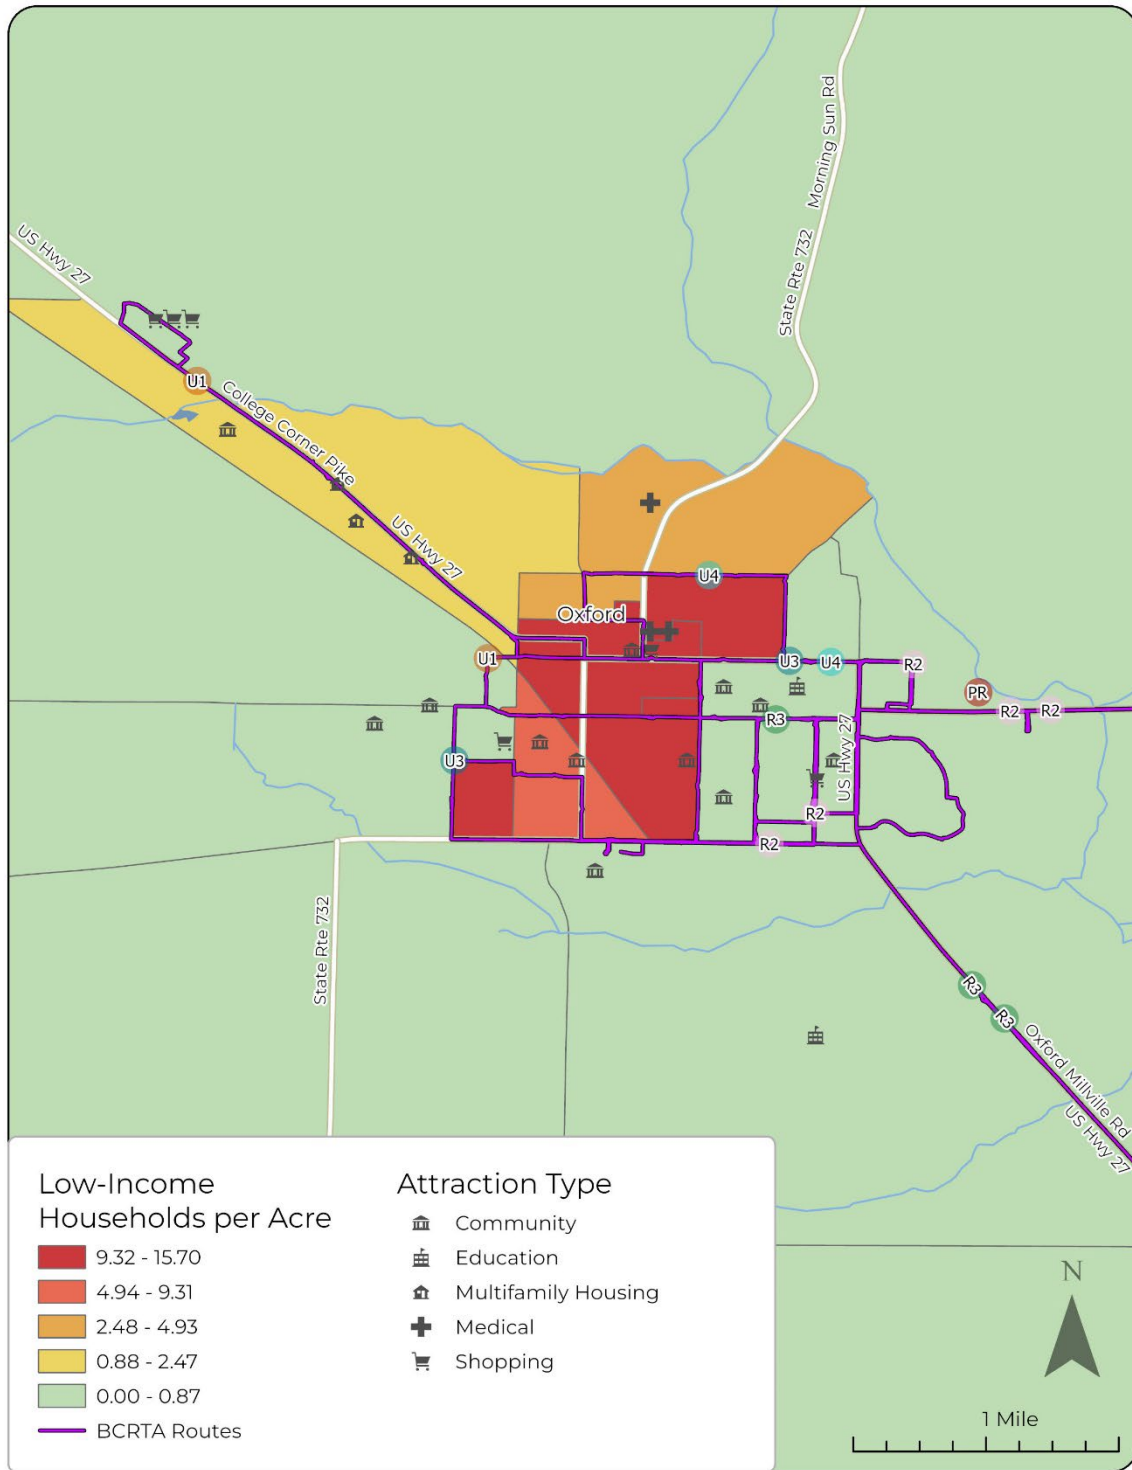 Morning Sun Rd
State Rte 732
US Hwy 27
U1
College Corner Pike
US Hwy 27
U4
Oxford
U1
U3
U4
R2
PR
R2
R2
R3
US Hwy 27
U3
R2
R2
State Rte 732
R3
R3
Oxford Millville Rd
US Hwy 27
Low-Income
Households per Acre
9.32 - 15.70
4.94 - 9.31
2.48 - 4.93
0.88 - 2.47
0.00 - 0.87
BCRTA Routes
Attraction Type
Community
Education
Multifamily Housing
Medical
Shopping
N
1 Mile